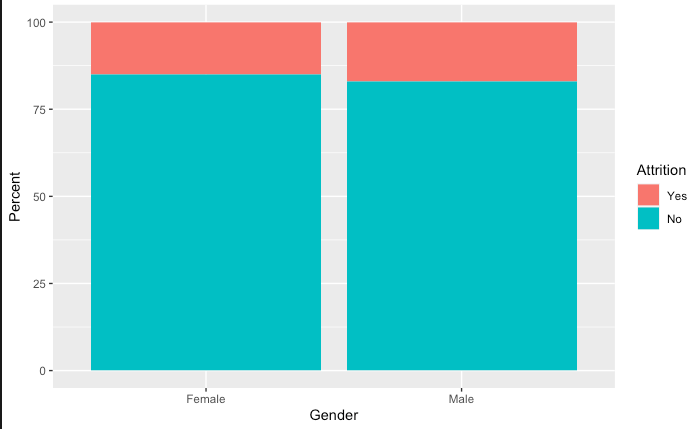 100
75
50
25
0
Percent
Female
Male
Gender
Attrition
Yes
No